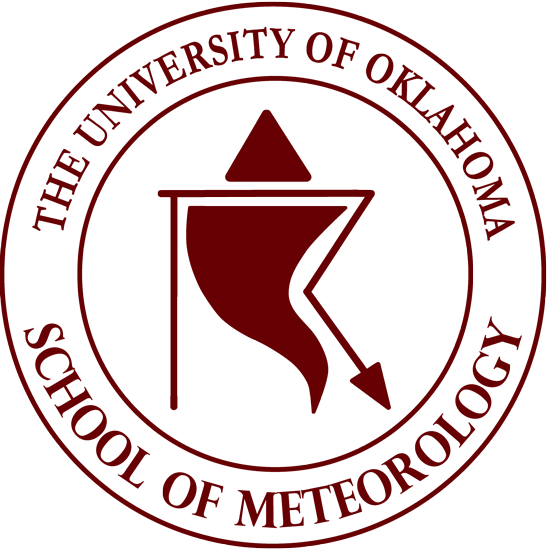 THE UNIVERSITY OF OKLAHOMA
SCHOOL OF METEOROLOGY